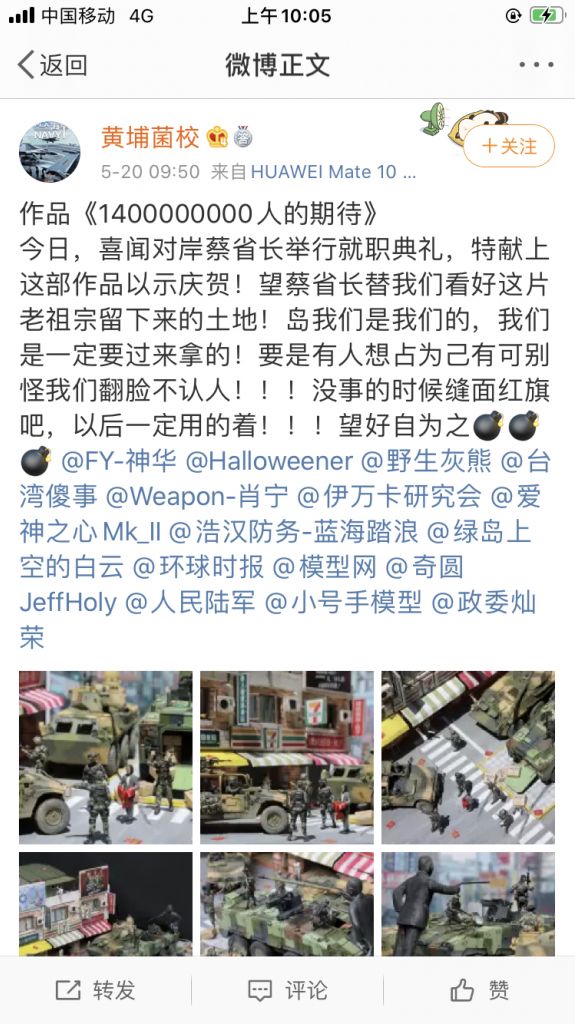 中国移动 4G 上午10:05
返回 微博正文
黄埔菌校
5-20 09:50 来自HUAWEI Mate 10 ...
+关注
作品《1400000000人的期待》
今日，喜闻对岸蔡省长举行就职典礼，特献上
这部作品以示庆贺！望蔡省长替我们看好这片
老祖宗留下来的土地！岛我们是我们的，我们
是一定要过来拿的！要是有人想占为己有可别
怪我们翻脸不认人！！！没事的时候缝面红旗
吧，以后一定用的着！！！望好自为之💣💣
💣 @FY-神华 @Halloweener @野生灰熊 @台
湾傻事 @Weapon-肖宁 @伊万卡研究会 @爱
神之心Mk_II @浩汉防务-蓝海踏浪 @绿岛上
空的白云 @环球时报 @模型网 @奇圆
JeffHoly @人民陆军 @小号手模型 @政委灿
荣
转发 评论 赞